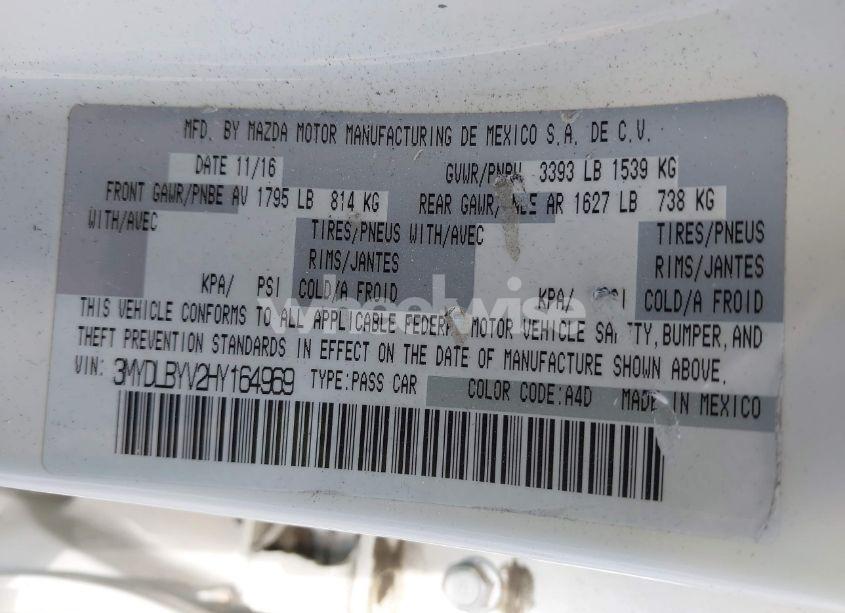 MFD. BY MAZDA MOTOR MANUFACTURING DE MEXICO S.A. DE C.V.
DATE 11/16 GVWR/PNBV 3393 LB 1539 KG
FRONT GAWR/PNBE AV 1795 LB 814 KG REAR GAWR/ AR 1627 LB 738 KG
WITH/AVEC TIRES/PNEUS WITH/AVEC TIRES/PNEUS
RIMS/JANTES RIMS/JANTES
KPA/ PSI COLD/A FROID KPA/ COLD/A FROID
wheelwise
THIS VEHICLE CONFORMS TO ALL APPLICABLE MOTOR VEHICLE BUMPER, AND
THEFT PREVENTION STANDARDS IN EFFECT ON THE DATE OF MANUFACTURE SHOWN ABOVE.
VIN: 3MYDLBYV2HY164969 TYPE:PASS CAR COLOR CODE:A4D MADE IN MEXICO